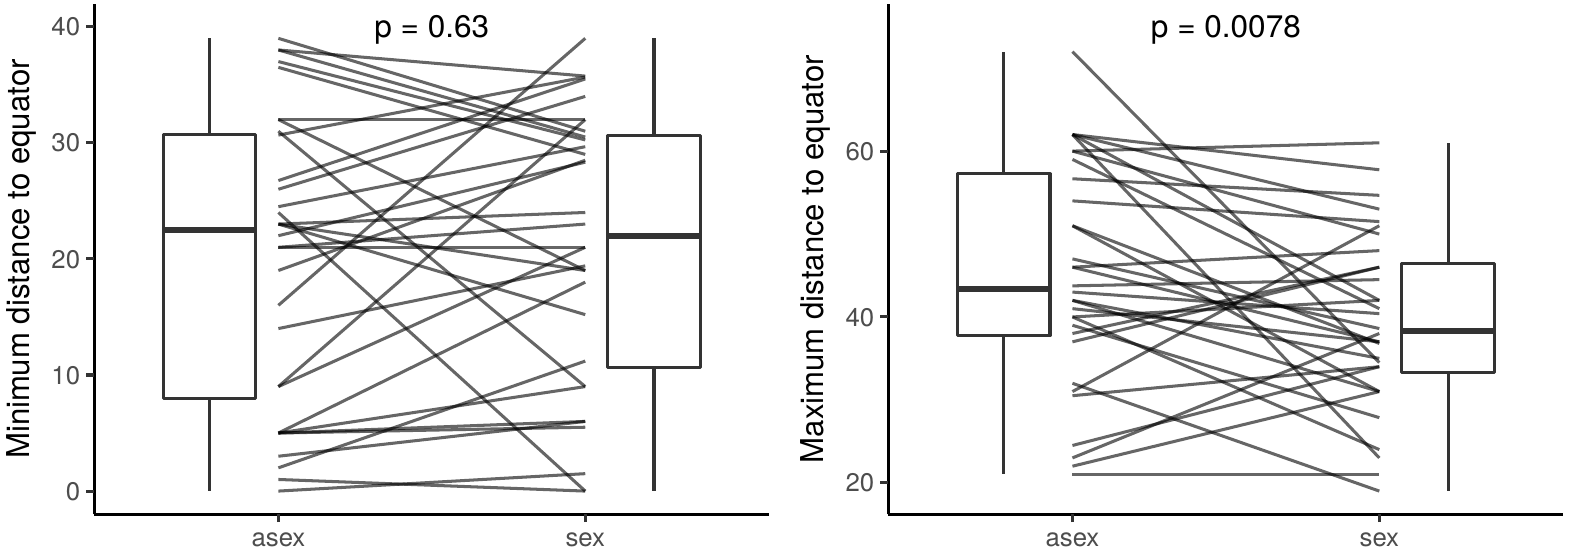 Minimum distance to equator
40
30
20
10
0
p = 0.63
asex
sex
Maximum distance to equator
60
40
20
p = 0.0078
asex
sex